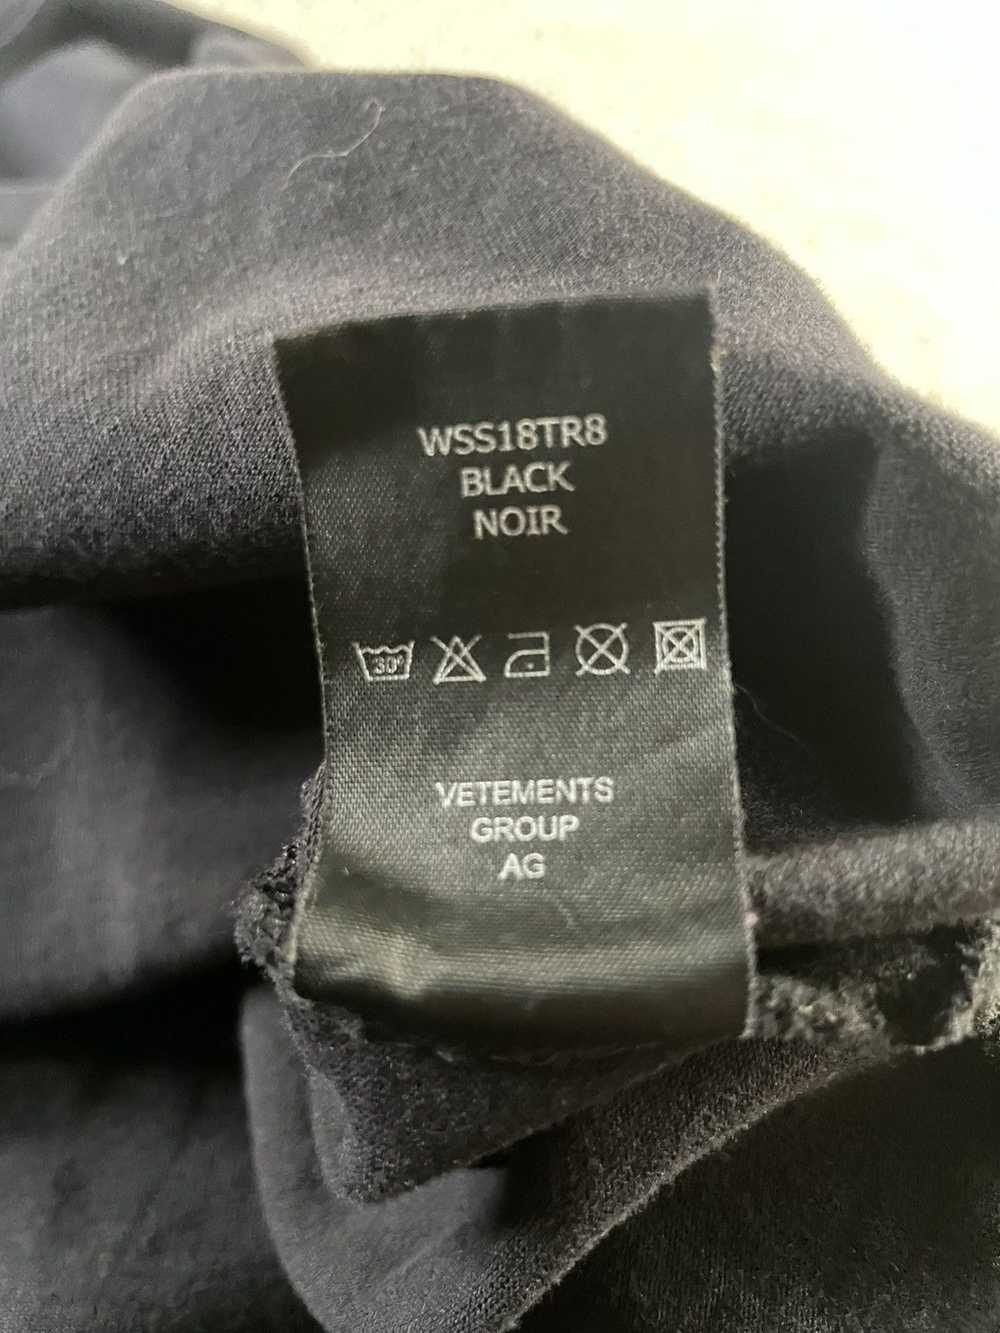 WSS18TR8
BLACK
NOIR
30°
VETEMENTS
GROUP
AG